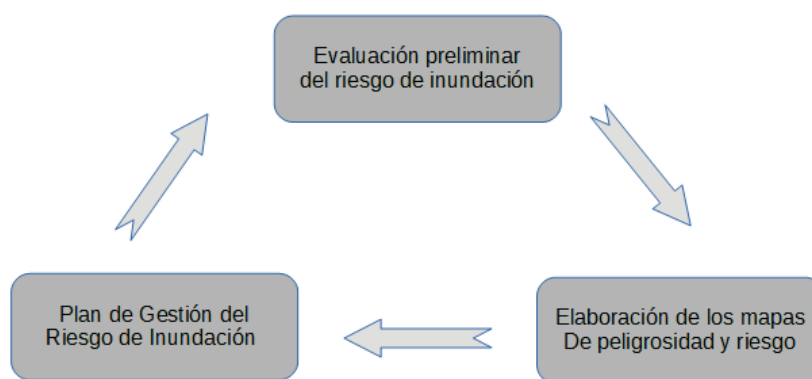 Evaluación preliminar
del riesgo de inundación
Plan de Gestión del
Riesgo de Inundación
Elaboración de los mapas
De peligrosidad y riesgo